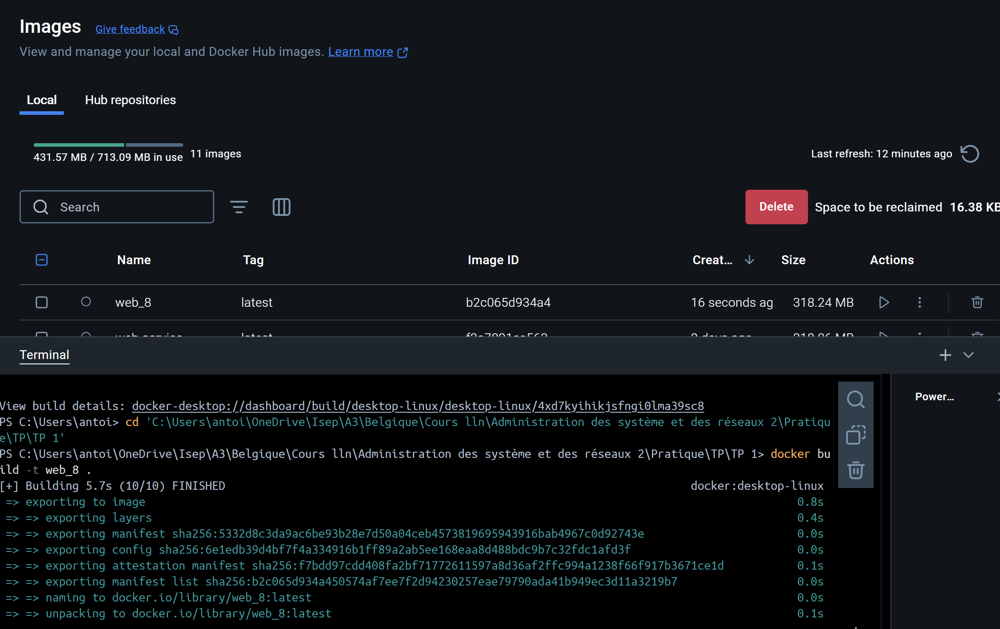 Images Give feedback
View and manage your local and Docker Hub images. Learn more
Local Hub repositories
431.57 MB / 713.09 MB in use 11 images
Last refresh: 12 minutes ago
Search
Delete Space to be reclaimed 16.38 KB
Name Tag Image ID Creat... Size Actions
web_8 latest b2c065d934a4 16 seconds ag 318.24 MB
web-service latest
Terminal
Power...
View build details: docker-desktop://dashboard/build/desktop-linux/desktop-linux/4xd7kyihikjsfngi0lma39sc8
PS C:\Users\antoi> cd 'C:\Users\antoi\OneDrive\Isep\A3\Belgique\Cours lln\Administration des système et des réseaux 2\Pratiqu
e\TP\TP 1'
PS C:\Users\antoi\OneDrive\Isep\A3\Belgique\Cours lln\Administration des système et des réseaux 2\Pratique\TP\TP 1> docker bu
ild -t web_8 .
[+] Building 5.7s (10/10) FINISHED docker:desktop-linux
=> exporting to image 0.8s
=> => exporting layers 0.4s
=> => exporting manifest sha256:5332d8c3da9ac6be93b28e7d50a04ceb4573819695943916bab4967c0d92743e 0.0s
=> => exporting config sha256:6e1edb39d4bf7f4a334916b1ff89a2ab5ee168eaa8d488bdc9b7c32fdc1afd3f 0.0s
=> => exporting attestation manifest sha256:f7bdd97cdd408fa2bf71772611597a8d36af2ffc994a1238f66f917b3671ce1d 0.1s
=> => exporting manifest list sha256:b2c065d934a450574af7ee7f2d94230257eae79790ada41b949ec3d11a3219b7 0.0s
=> => naming to docker.io/library/web_8:latest 0.0s
=> => unpacking to docker.io/library/web_8:latest 0.1s